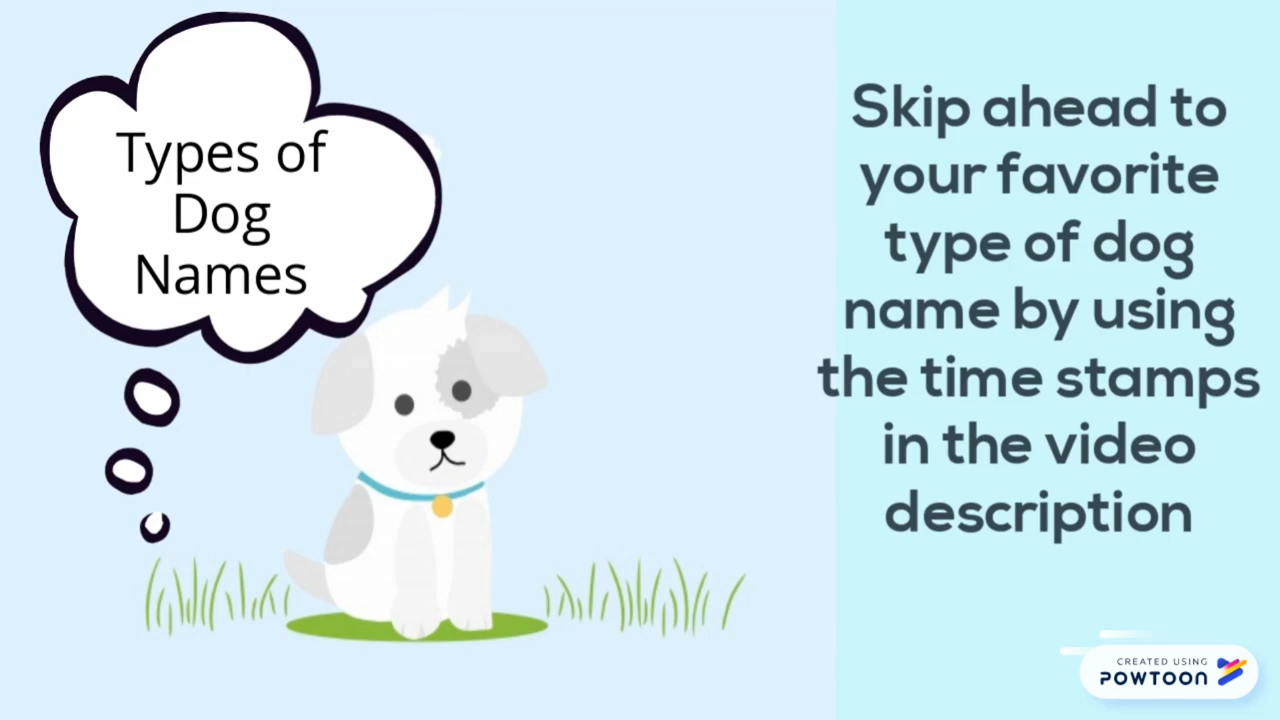 Types of
Dog
Names
Skip ahead to
your favorite
type of dog
name by using
the time stamps
in the video
description
CREATED USING
POWTOON